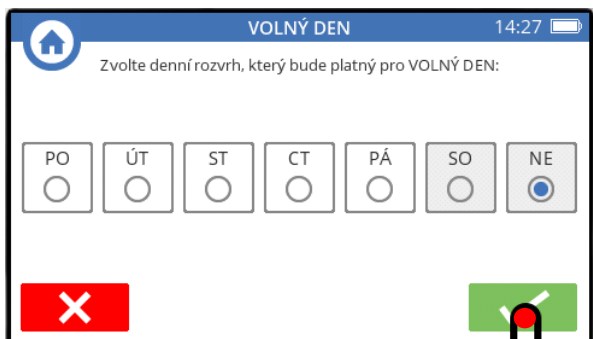 VOLNÝ DEN 14:27
Zvolte denní rozvrh, který bude platný pro VOLNÝ DEN:
PO ÚT ST CT PÁ SO NE